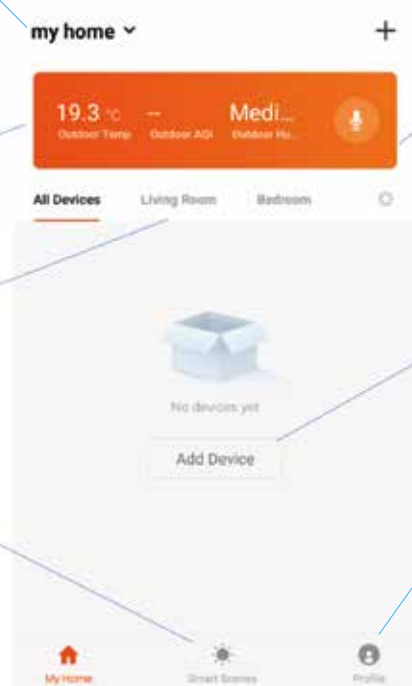 my home
19.3 °C -- Medi...
Outdoor Temp Outdoor AQI Outdoor Hu...
All Devices Living Room Bedroom
No devices yet
Add Device
My Home Smart Scenes Profile